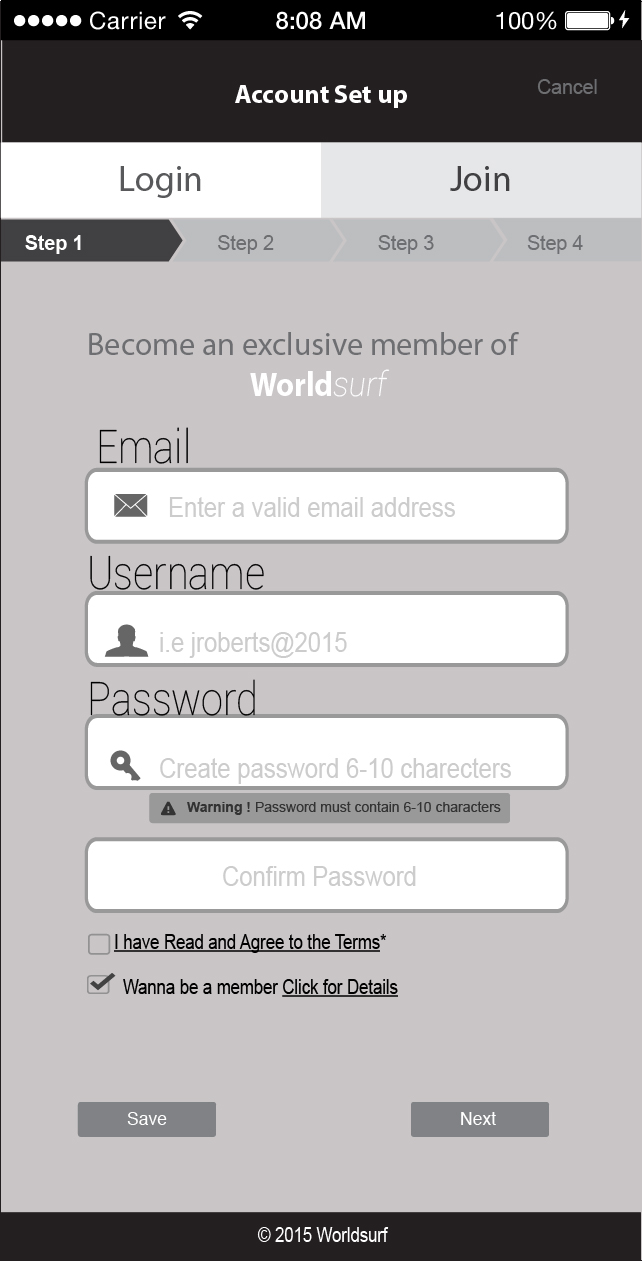 Carrier 8:08 AM 100%
Account Set up Cancel
Login Join
Step 1 Step 2 Step 3 Step 4
Become an exclusive member of
Worldsurf
Email
Enter a valid email address
Username
i.e jroberts@2015
Password
Create password 6-10 charecters
Warning ! Password must contain 6-10 characters
Confirm Password
I have Read and Agree to the Terms*
Wanna be a member Click for Details
Save Next
© 2015 Worldsurf